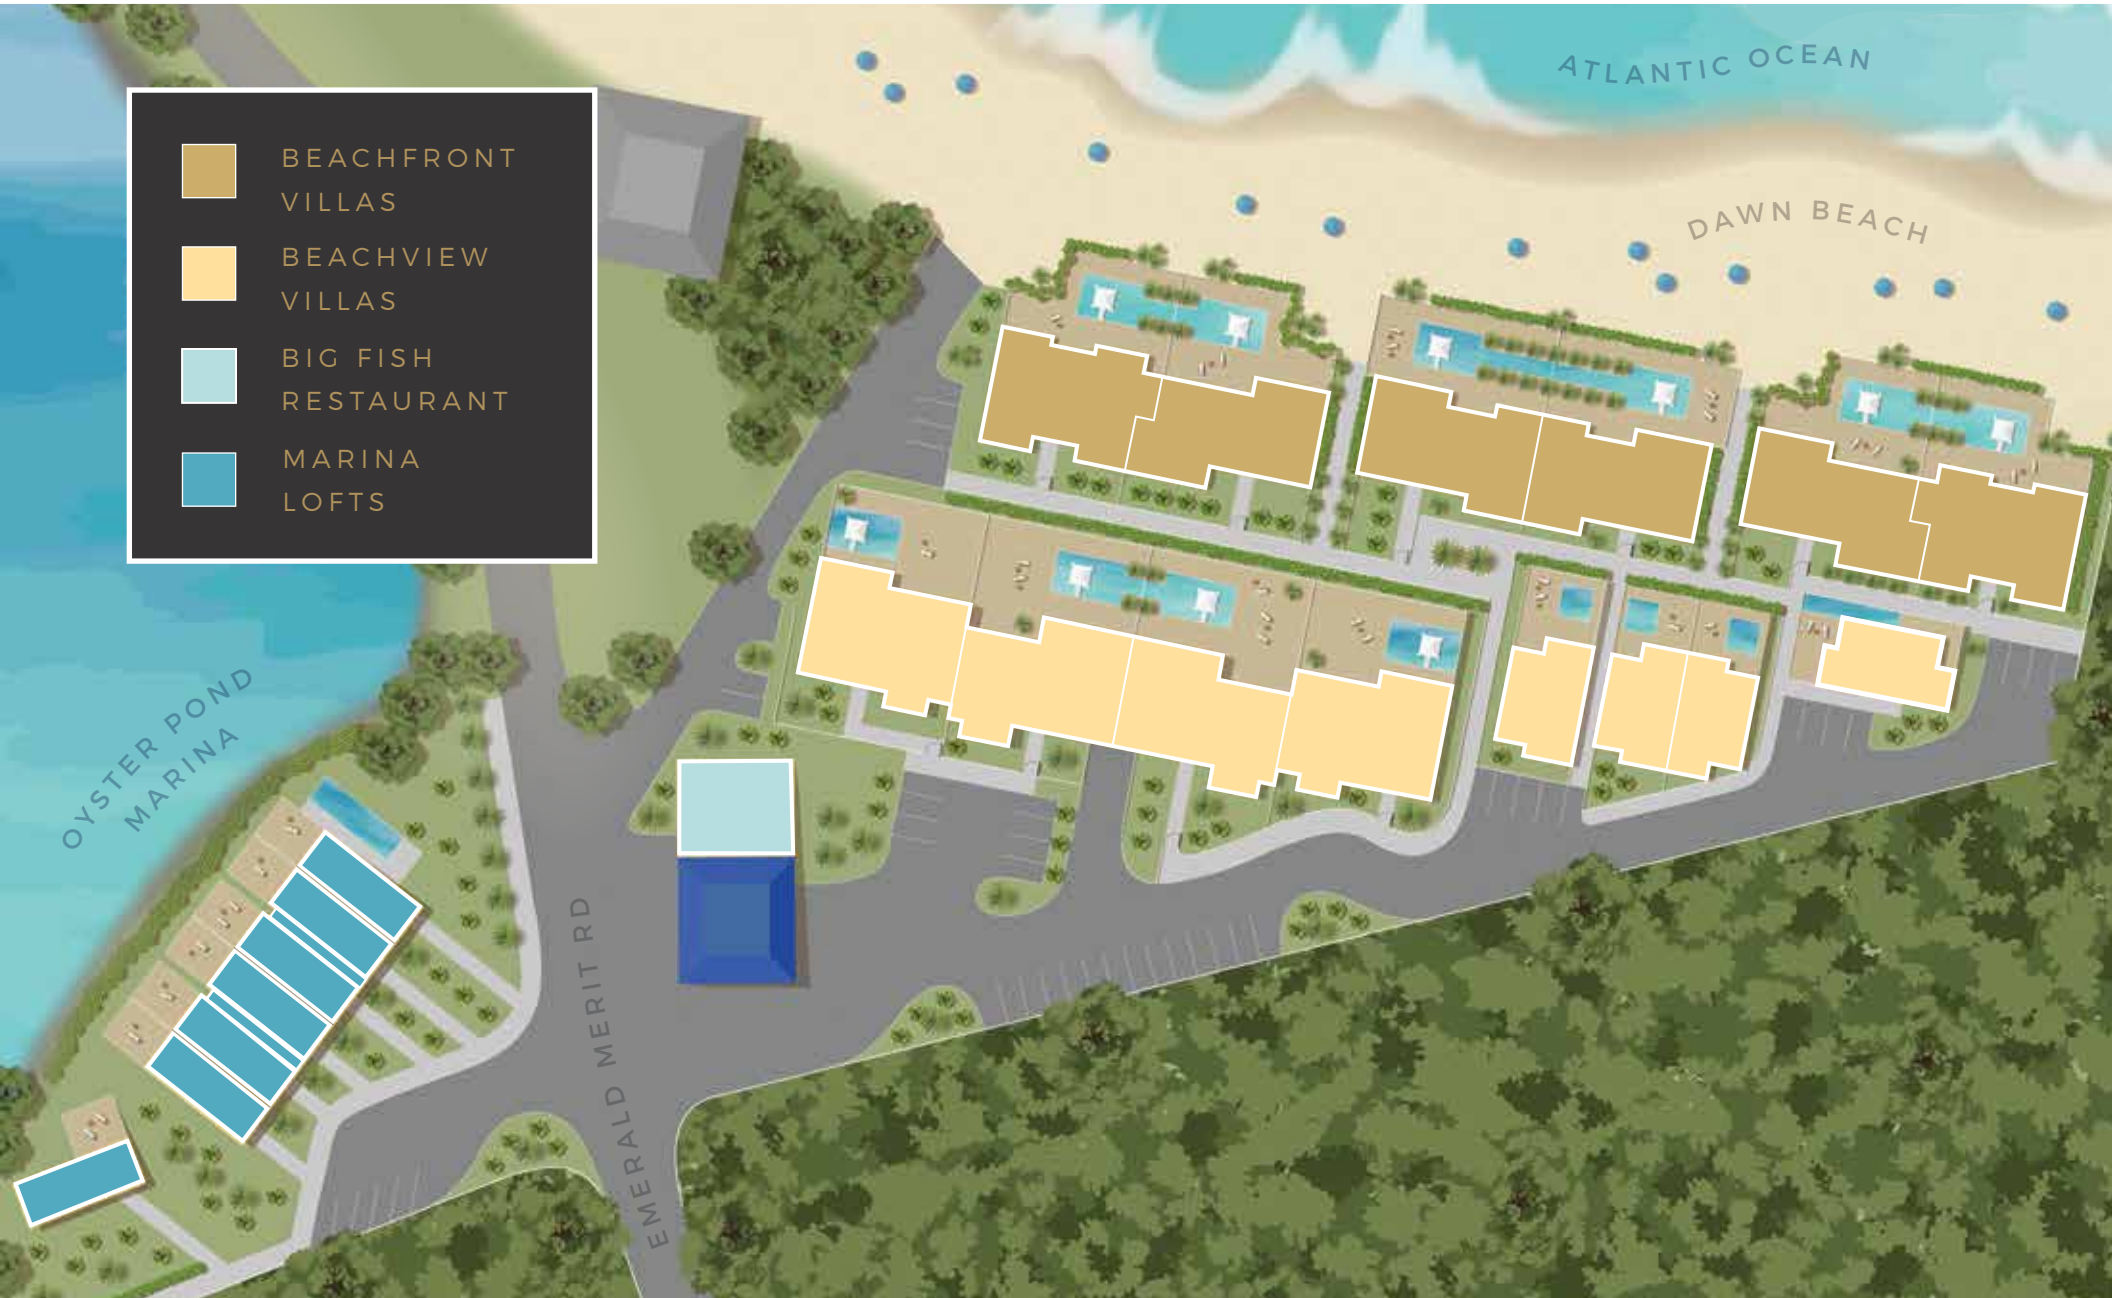 ATLANTIC OCEAN
DAWN BEACH
BEACHFRONT
VILLAS
BEACHVIEW
VILLAS
BIG FISH
RESTAURANT
MARINA
LOFTS
OYSTER POND
MARINA
EMERALD MERIT RD